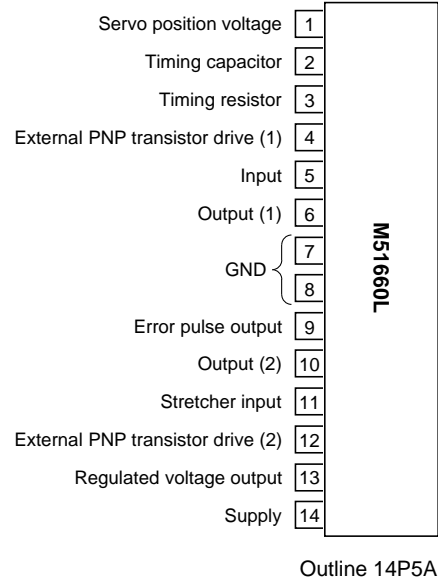 Servo position voltage 1
Timing capacitor 2
Timing resistor 3
External PNP transistor drive (1) 4
Input 5
Output (1) 6
7
GND
8
Error pulse output 9
Output (2) 10
Stretcher input 11
External PNP transistor drive (2) 12
Regulated voltage output 13
Supply 14
M51660L
Outline 14P5A